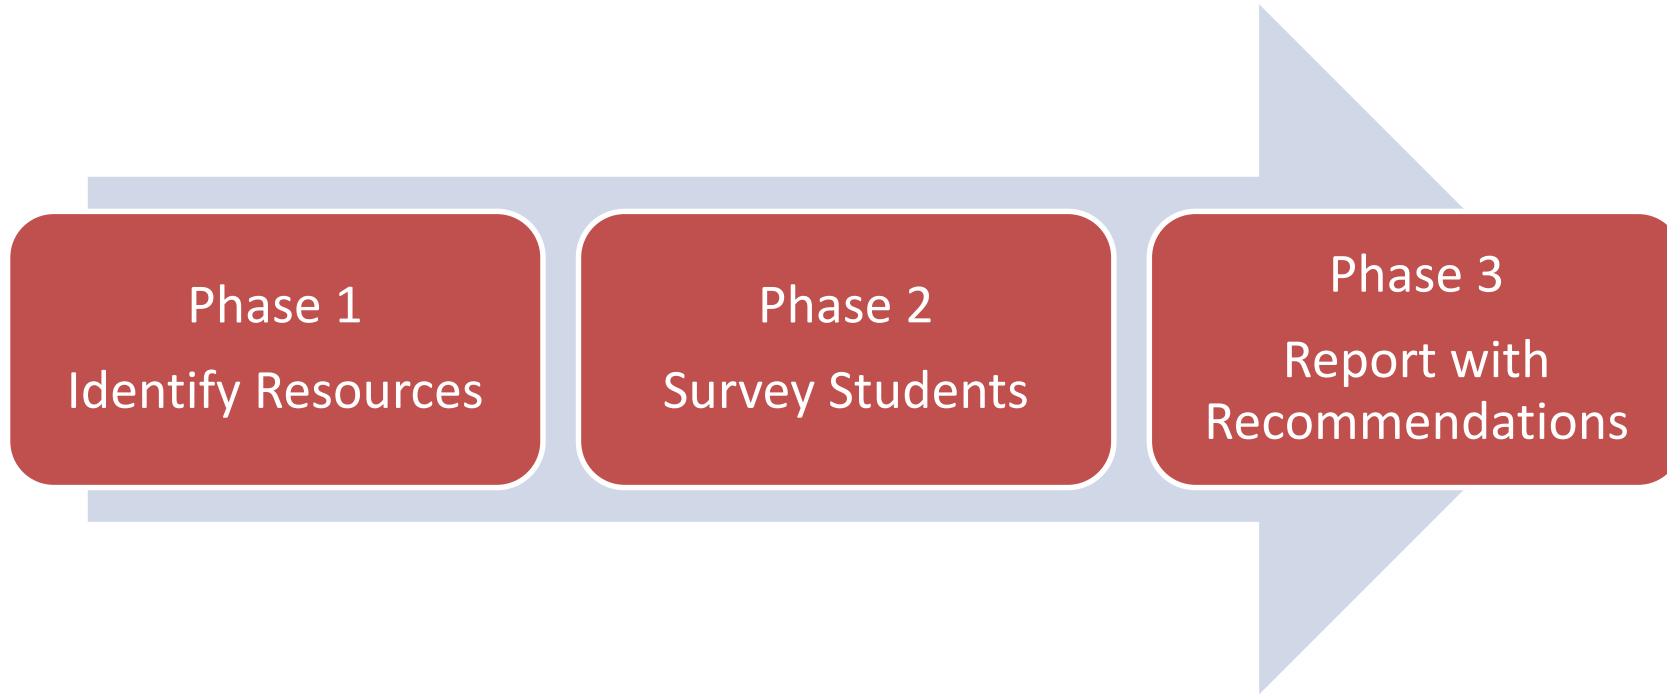 Phase 1
Identify Resources
Phase 2
Survey Students
Phase 3
Report with
Recommendations